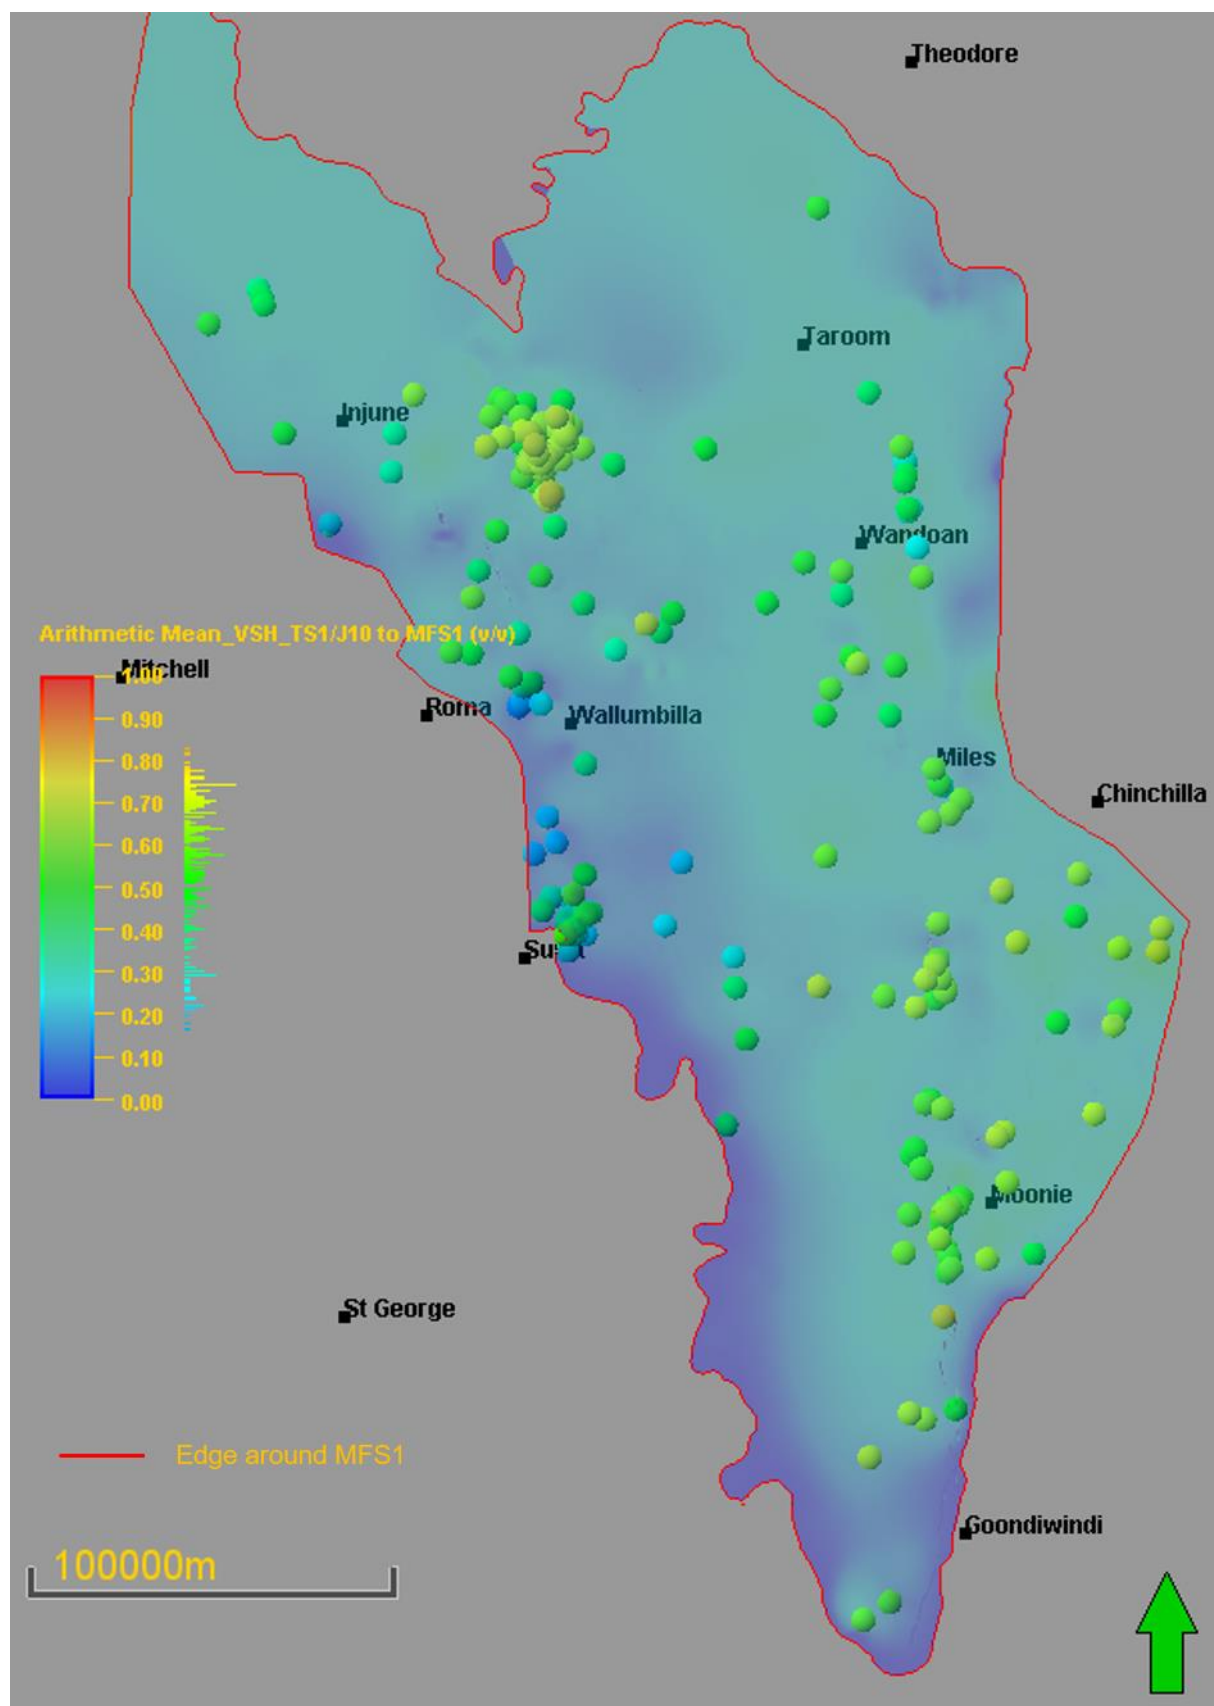 Theodore
Taroom
Injune
Wandoan
Arithmetic Mean_VSH_TS1/J10 to MFS1 (v/v)
Mitchell
1.00
Roma
Wallumbilla
0.90
0.80
Miles
Chinchilla
0.70
0.60
0.50
0.40
0.30
0.20
0.10
0.00
Moonie
St George
Edge around MFS1
Goondiwindi
100000m